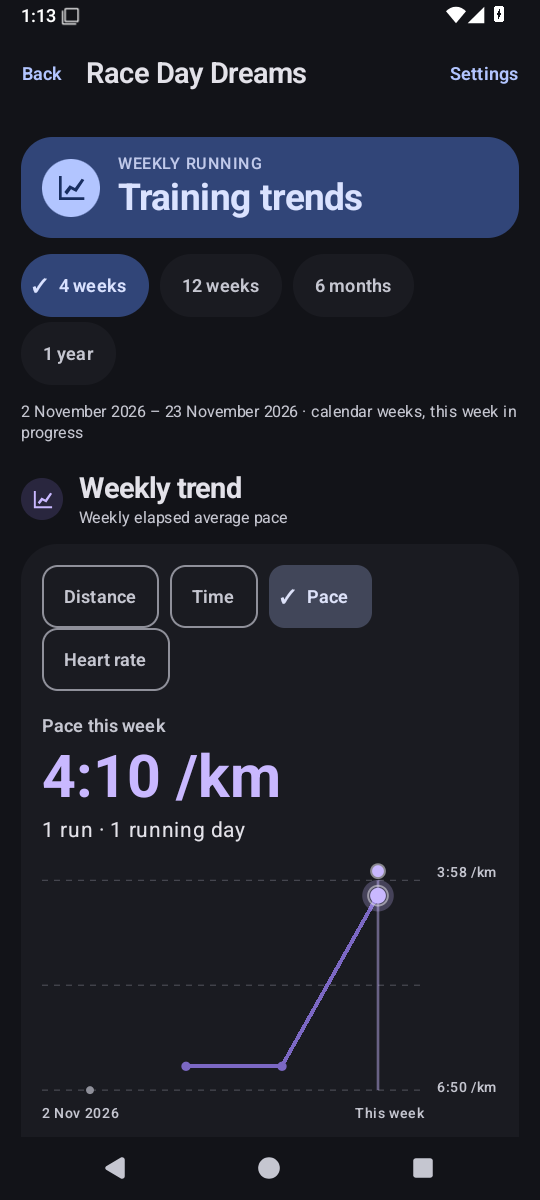 1:13
Back Race Day Dreams Settings
WEEKLY RUNNING
Training trends
✓ 4 weeks 12 weeks 6 months
1 year
2 November 2026 – 23 November 2026 · calendar weeks, this week in
progress
Weekly trend
Weekly elapsed average pace
Distance Time ✓ Pace
Heart rate
Pace this week
4:10 /km
1 run · 1 running day
3:58 /km
6:50 /km
2 Nov 2026 This week